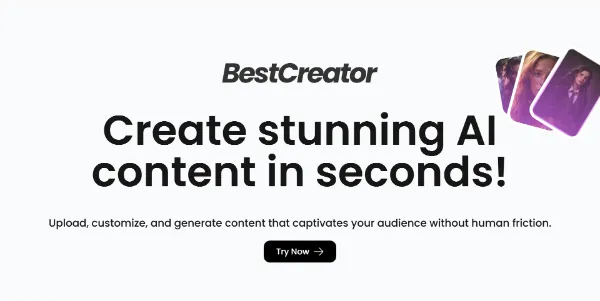 BestCreator
Create stunning AI
content in seconds!
Upload, customize, and generate content that captivates your audience without human friction.
Try Now →